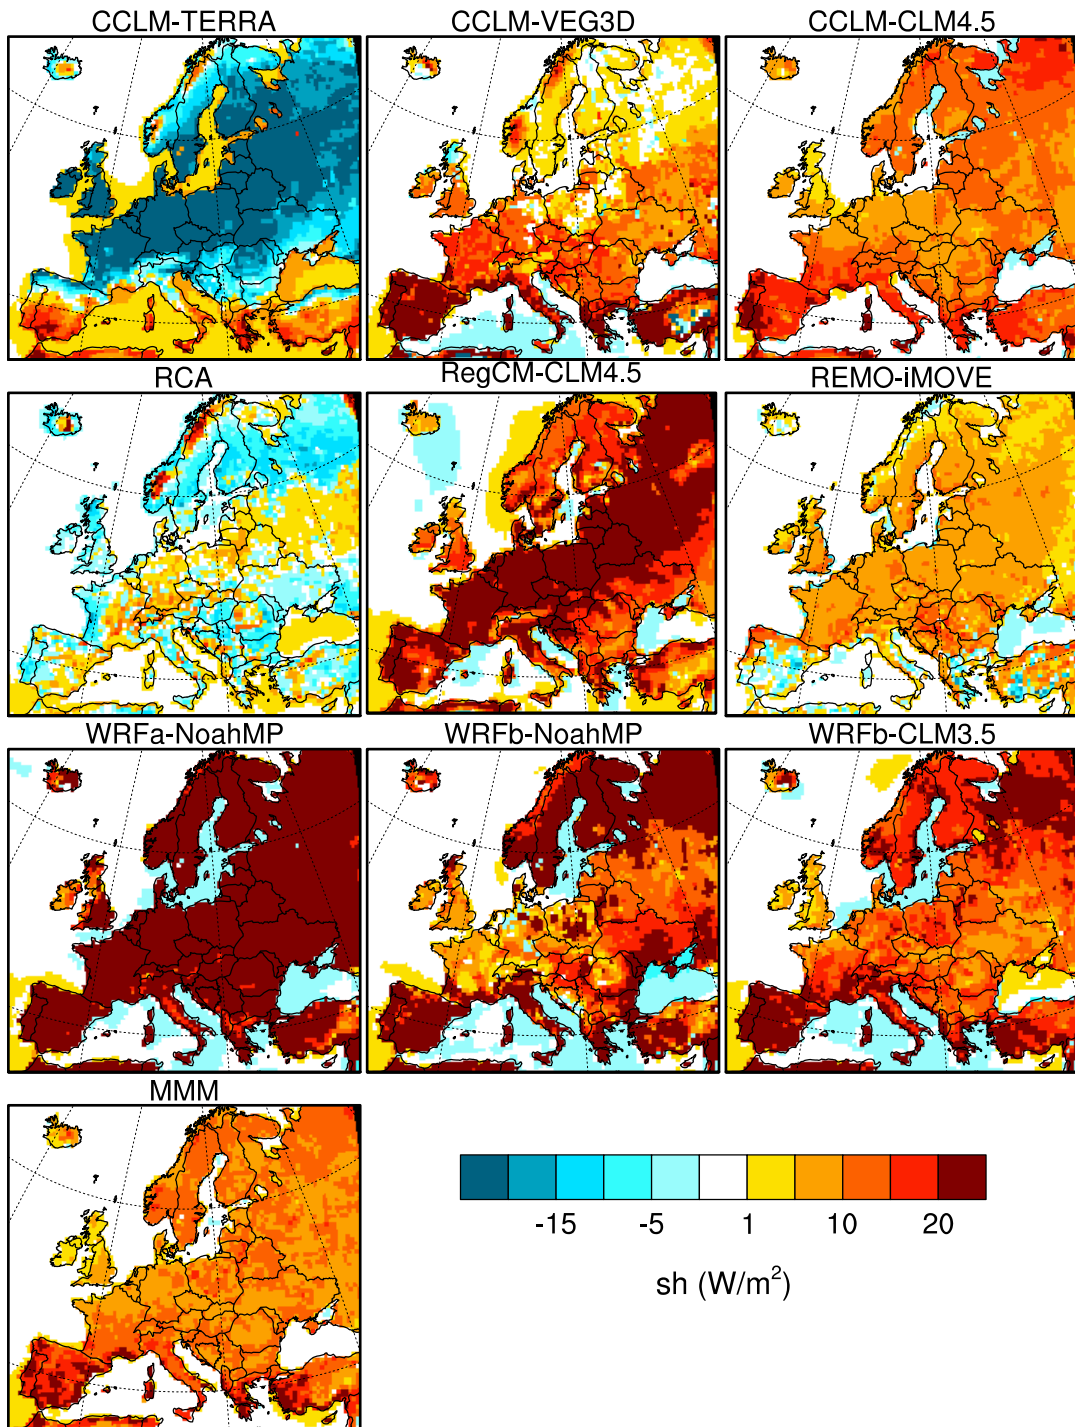 CCLM-TERRA CCLM-VEG3D CCLM-CLM4.5
RCA RegCM-CLM4.5 REMO-iMOVE
WRFa-NoahMP WRFb-NoahMP WRFb-CLM3.5
MMM
-15 -5 1 10 20
sh (W/m²)